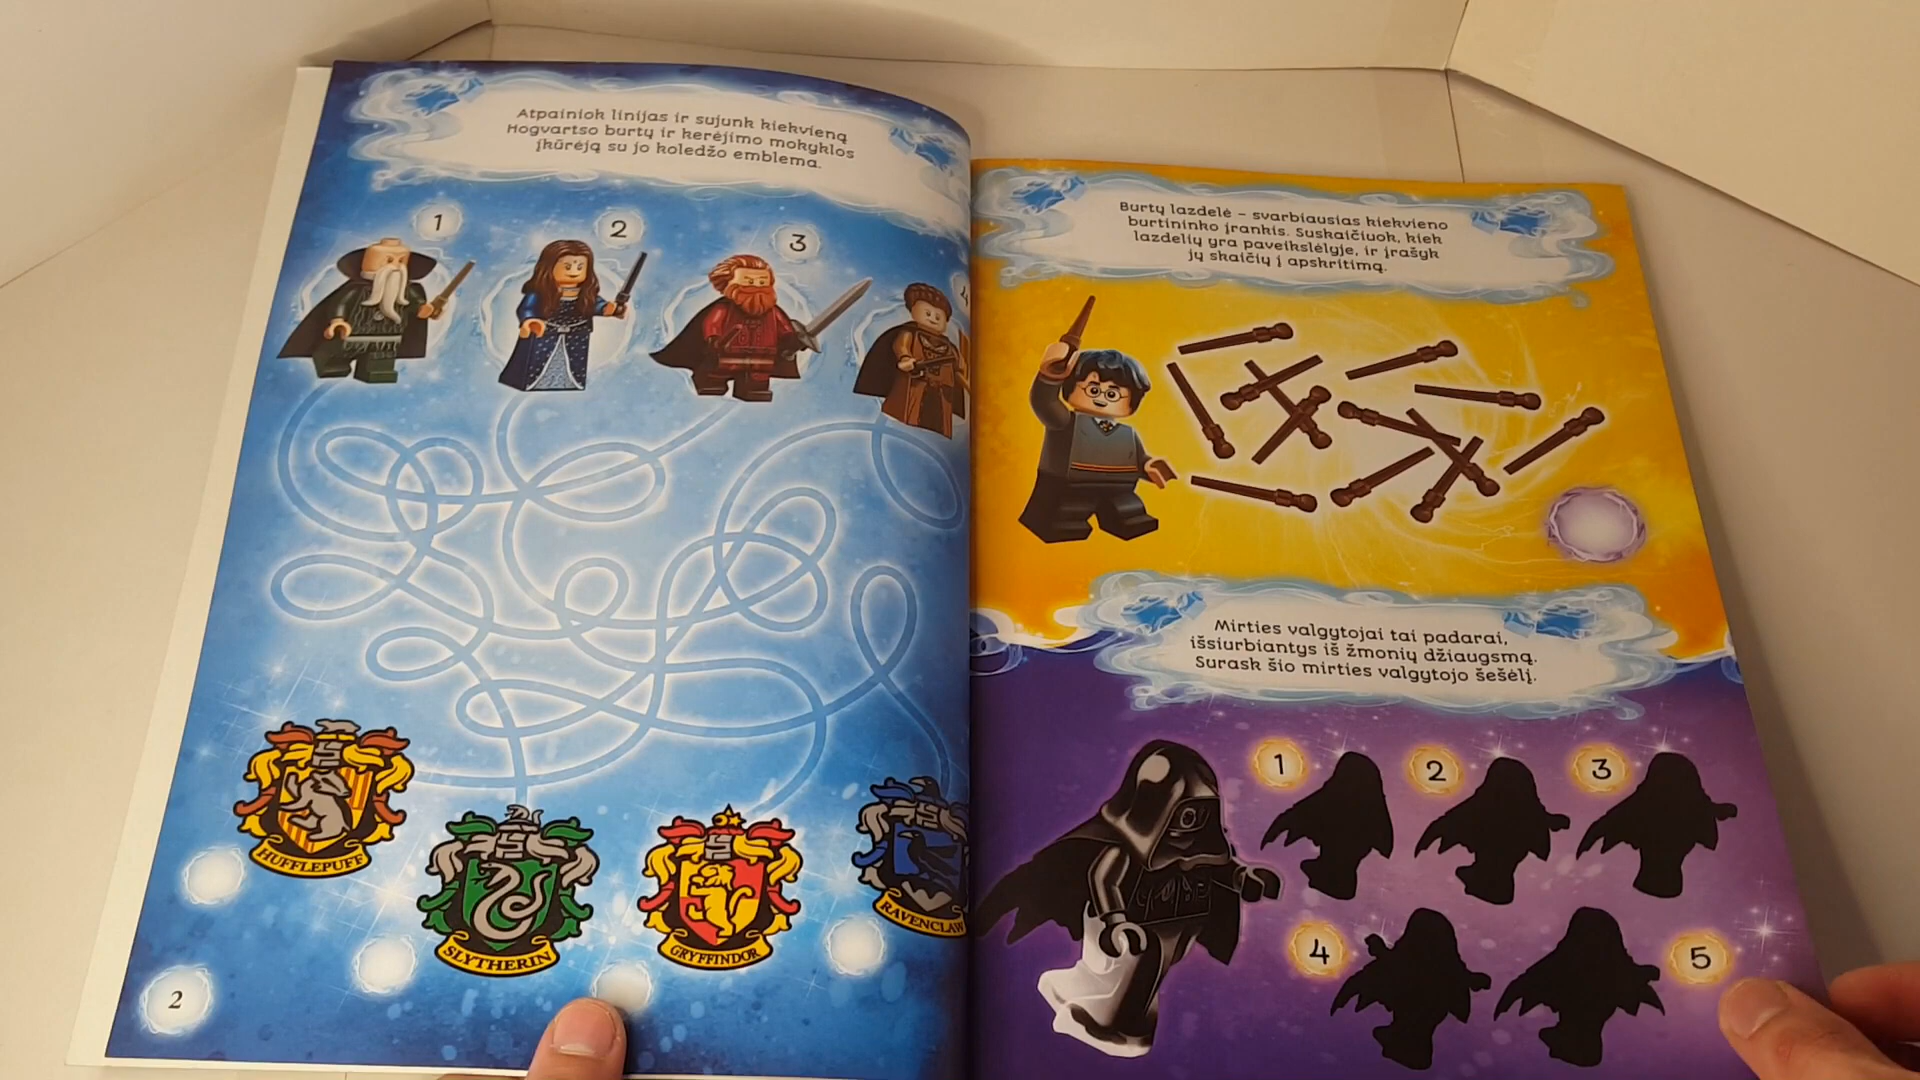 Atpainiok linijas ir sujunk kiekvieną
Hogvartso burtų ir kerėjimo mokyklos
įkūrėją su jo koledžo emblema.
1
2
3
4
HUFFLEPUFF
SLYTHERIN
GRYFFINDOR
RAVENCLAW
2
Burtų lazdelė – svarbiausias kiekvieno
burtininko įrankis. Suskaičiuok, kiek
lazdelių yra paveikslėlyje, ir įrašyk
jų skaičių į apskritimą.
Mirties valgytojai tai padarai,
išsiurbiantys iš žmonių džiaugsmą.
Surask šio mirties valgytojo šešėlį.
1
2
3
4
5